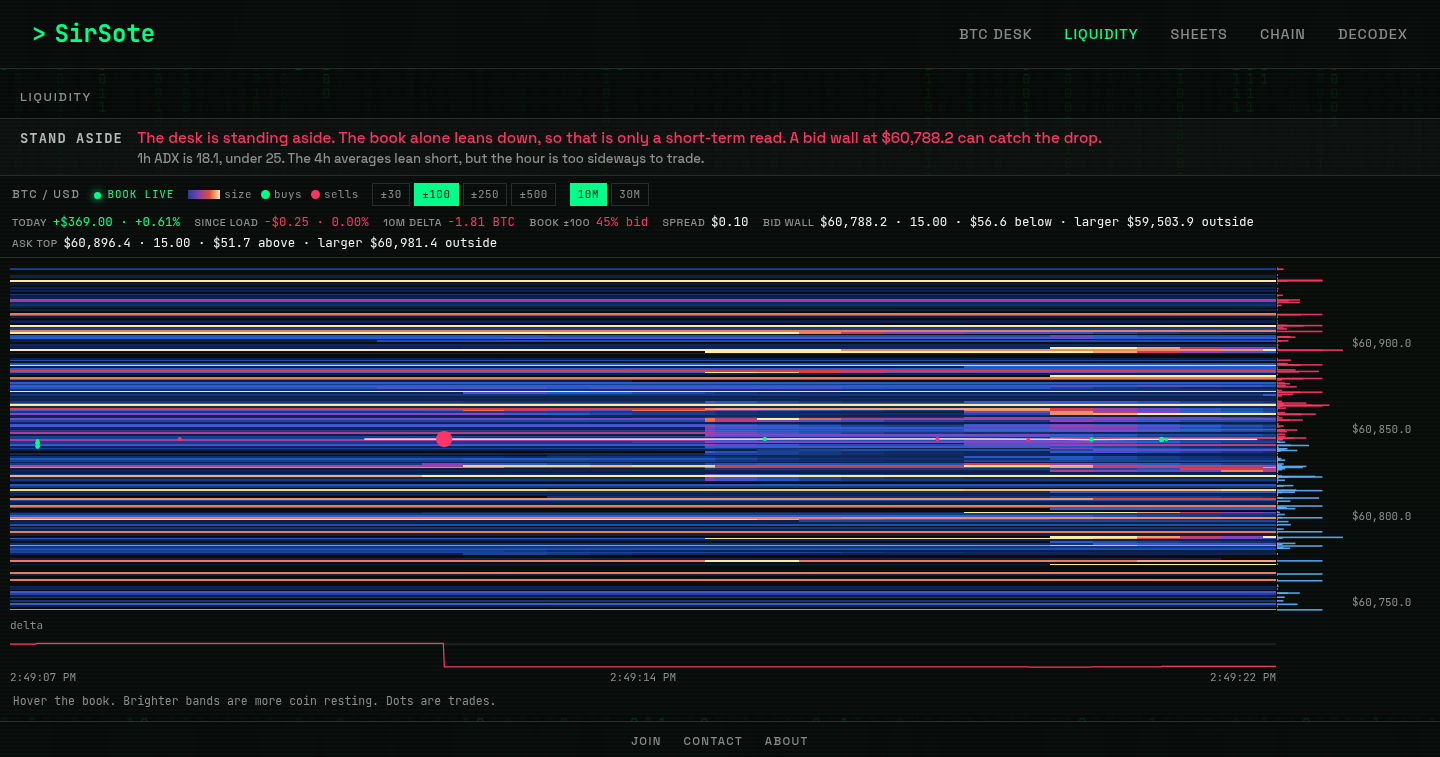 > SirSote
BTC DESK LIQUIDITY SHEETS CHAIN DECODEX
LIQUIDITY
STAND ASIDE The desk is standing aside. The book alone leans down, so that is only a short-term read. A bid wall at $60,788.2 can catch the drop.
1h ADX is 18.1, under 25. The 4h averages lean short, but the hour is too sideways to trade.
BTC / USD BOOK LIVE size buys sells ±30 ±100 ±250 ±500 10M 30M
TODAY +$369.00 · +0.61% SINCE LOAD -$0.25 · 0.00% 10M DELTA -1.81 BTC BOOK ±100 45% bid SPREAD $0.10 BID WALL $60,788.2 · 15.00 · $56.6 below · larger $59,503.9 outside
ASK TOP $60,896.4 · 15.00 · $51.7 above · larger $60,981.4 outside
$60,900.0
$60,850.0
$60,800.0
$60,750.0
delta
2:49:07 PM 2:49:14 PM 2:49:22 PM
Hover the book. Brighter bands are more coin resting. Dots are trades.
JOIN CONTACT ABOUT